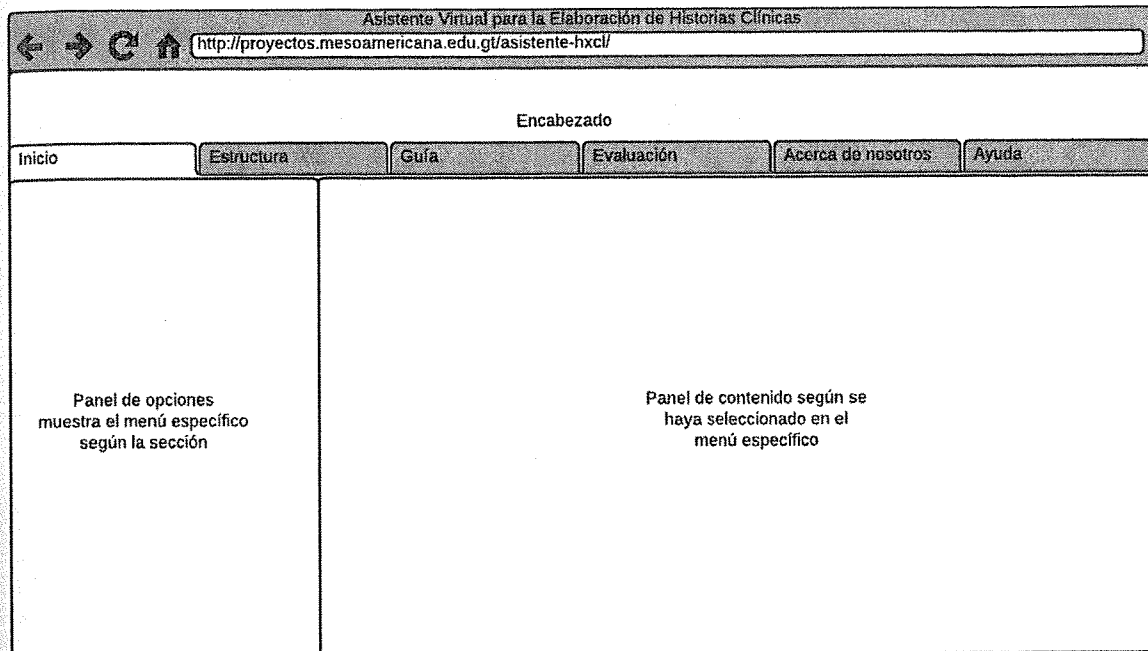 Asistente Virtual para la Elaboración de Historias Clínicas
http://proyectos.mesoamericana.edu.gt/asistente-hxcl/
Encabezado
Inicio Estructura Guía Evaluación Acerca de nosotros Ayuda
Panel de opciones
muestra el menú específico
según la sección
Panel de contenido según se
haya seleccionado en el
menú específico